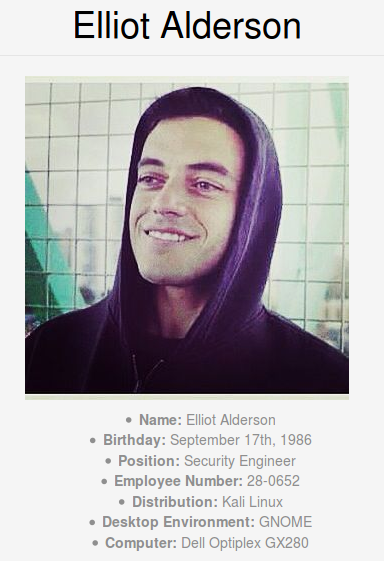 Elliot Alderson
• Name: Elliot Alderson
• Birthday: September 17th, 1986
• Position: Security Engineer
• Employee Number: 28-0652
• Distribution: Kali Linux
• Desktop Environment: GNOME
• Computer: Dell Optiplex GX280